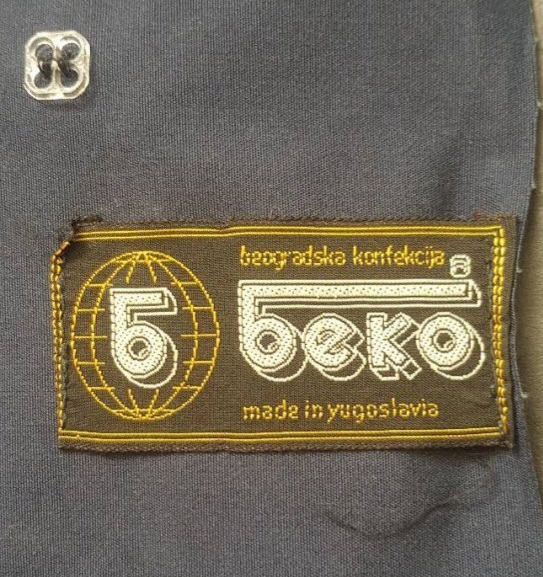 beogradska konfekcija
®
Б
беко
made in yugoslavia